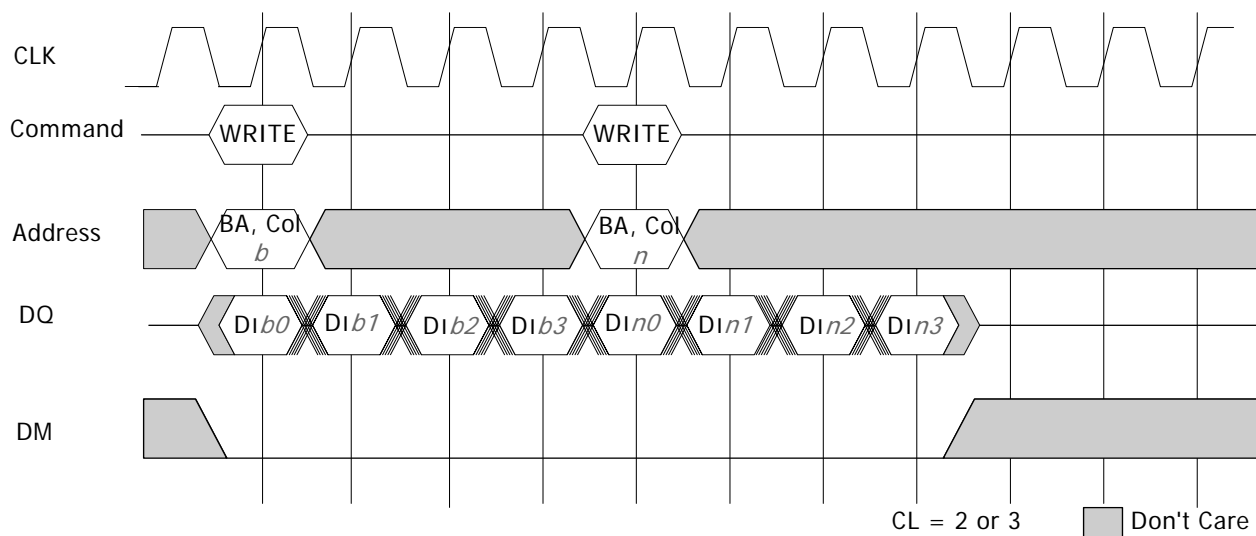 CLK
Command
WRITE
WRITE
Address
BA, Col
b
BA, Col
n
DQ
DIb0
DIb1
DIb2
DIb3
DIn0
DIn1
DIn2
DIn3
DM
CL = 2 or 3
Don't Care